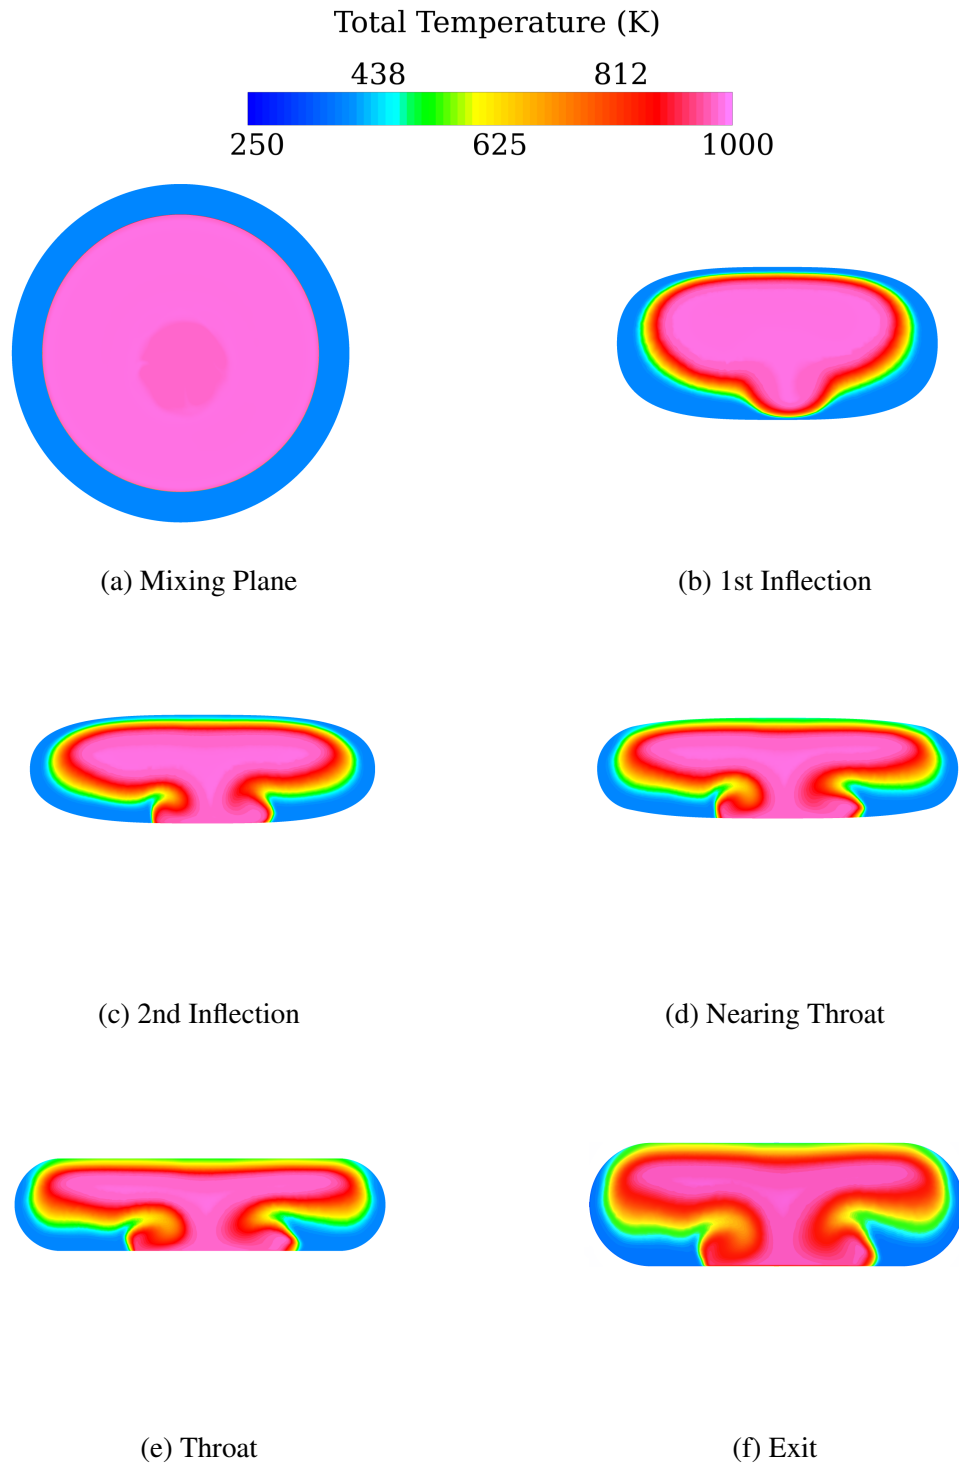 Total Temperature (K)
438 812
250 625 1000
(a) Mixing Plane
(b) 1st Inflection
(c) 2nd Inflection
(d) Nearing Throat
(e) Throat
(f) Exit